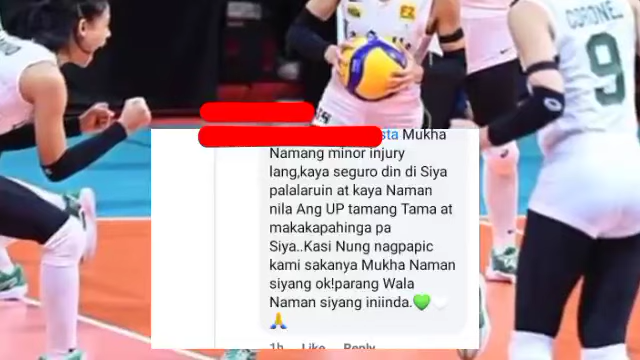 CORONE
9
sta Mukha
Namang minor injury
lang,kaya seguro din di Siya
palalaruin at kaya Naman
nila Ang UP tamang Tama at
makakapahinga pa
Siya..Kasi Nung nagpapic
kami sakanya Mukha Naman
siyang ok!parang Wala
Naman siyang iniinda.💚🤍
🙏
1h Like Reply